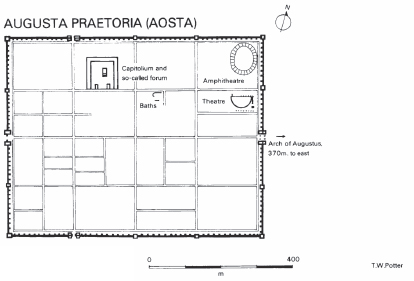 N
AUGUSTA PRAETORIA (AOSTA)
Capitolium and
so-called forum
Amphitheatre
Baths
Theatre
Arch of Augustus,
370m. to east
0 400
m
T.W.Potter